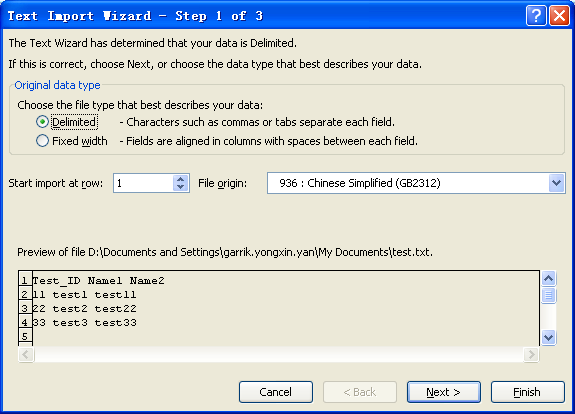 Text Import Wizard - Step 1 of 3
The Text Wizard has determined that your data is Delimited.
If this is correct, choose Next, or choose the data type that best describes your data.
Original data type
Choose the file type that best describes your data:
Delimited - Characters such as commas or tabs separate each field.
Fixed width - Fields are aligned in columns with spaces between each field.
Start import at row: 1 File origin: 936 : Chinese Simplified (GB2312)
Preview of file D:\Documents and Settings\garrik.yongxin.yan\My Documents\test.txt.
1 Test_ID Name1 Name2
2 11 test1 test11
3 22 test2 test22
4 33 test3 test33
5
Cancel < Back Next > Finish